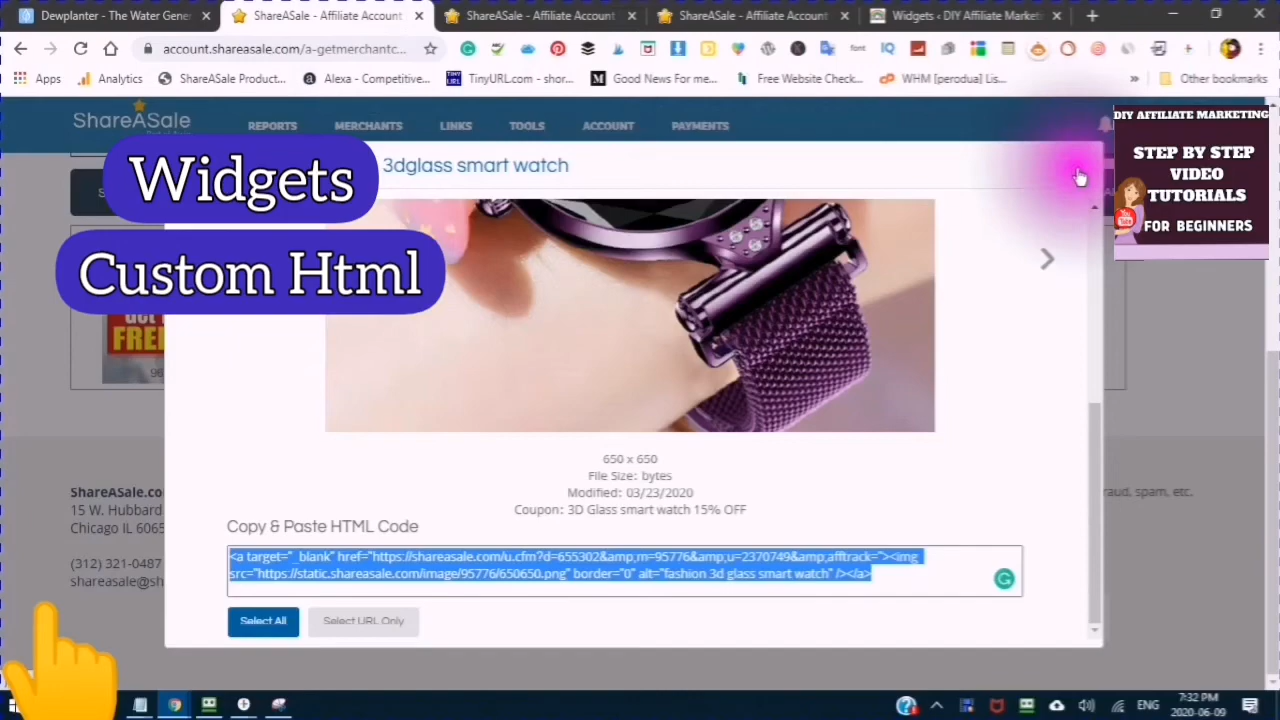 Deeplanter - The Water Gene
ShareASale - Affiliate Account
ShareASale - Affiliate Account
ShareASale - Affiliate Account
Widgets ‹ DIY Affiliate Market
account.shareasale.com/a-getmerchantc...
Apps
Analytics
ShareASale Product...
Alexa - Competitive...
TinyURL.com - shor...
Good News For me...
Free Website Check...
WHM [perodua] Lis...
Other bookmarks
ShareASale
REPORTS
MERCHANTS
LINKS
TOOLS
ACCOUNT
PAYMENTS
3dglass smart watch
Widgets
Custom Html
DIY AFFILIATE MARKETING
STEP BY STEP
VIDEO
TUTORIALS
FOR BEGINNERS
FREE
650 x 650
File Size: bytes
Modified: 03/23/2020
Coupon: 3D Glass smart watch 15% OFF
Copy & Paste HTML Code
<a target="_blank" href="https://shareasale.com/u.cfm?d=655302&amp;m=95776&amp;u=2370749&amp;afftrack="><img
src="https://static.shareasale.com/image/95776/650650.png" border="0" alt="fashion 3d glass smart watch" /></a>
Select All
Select URL Only
ShareASale.co
15 W. Hubbard
Chicago IL 6065
(312) 321-0487
shareasale@sh
raud, spam, etc.
ENG
7:32 PM
2020-06-09